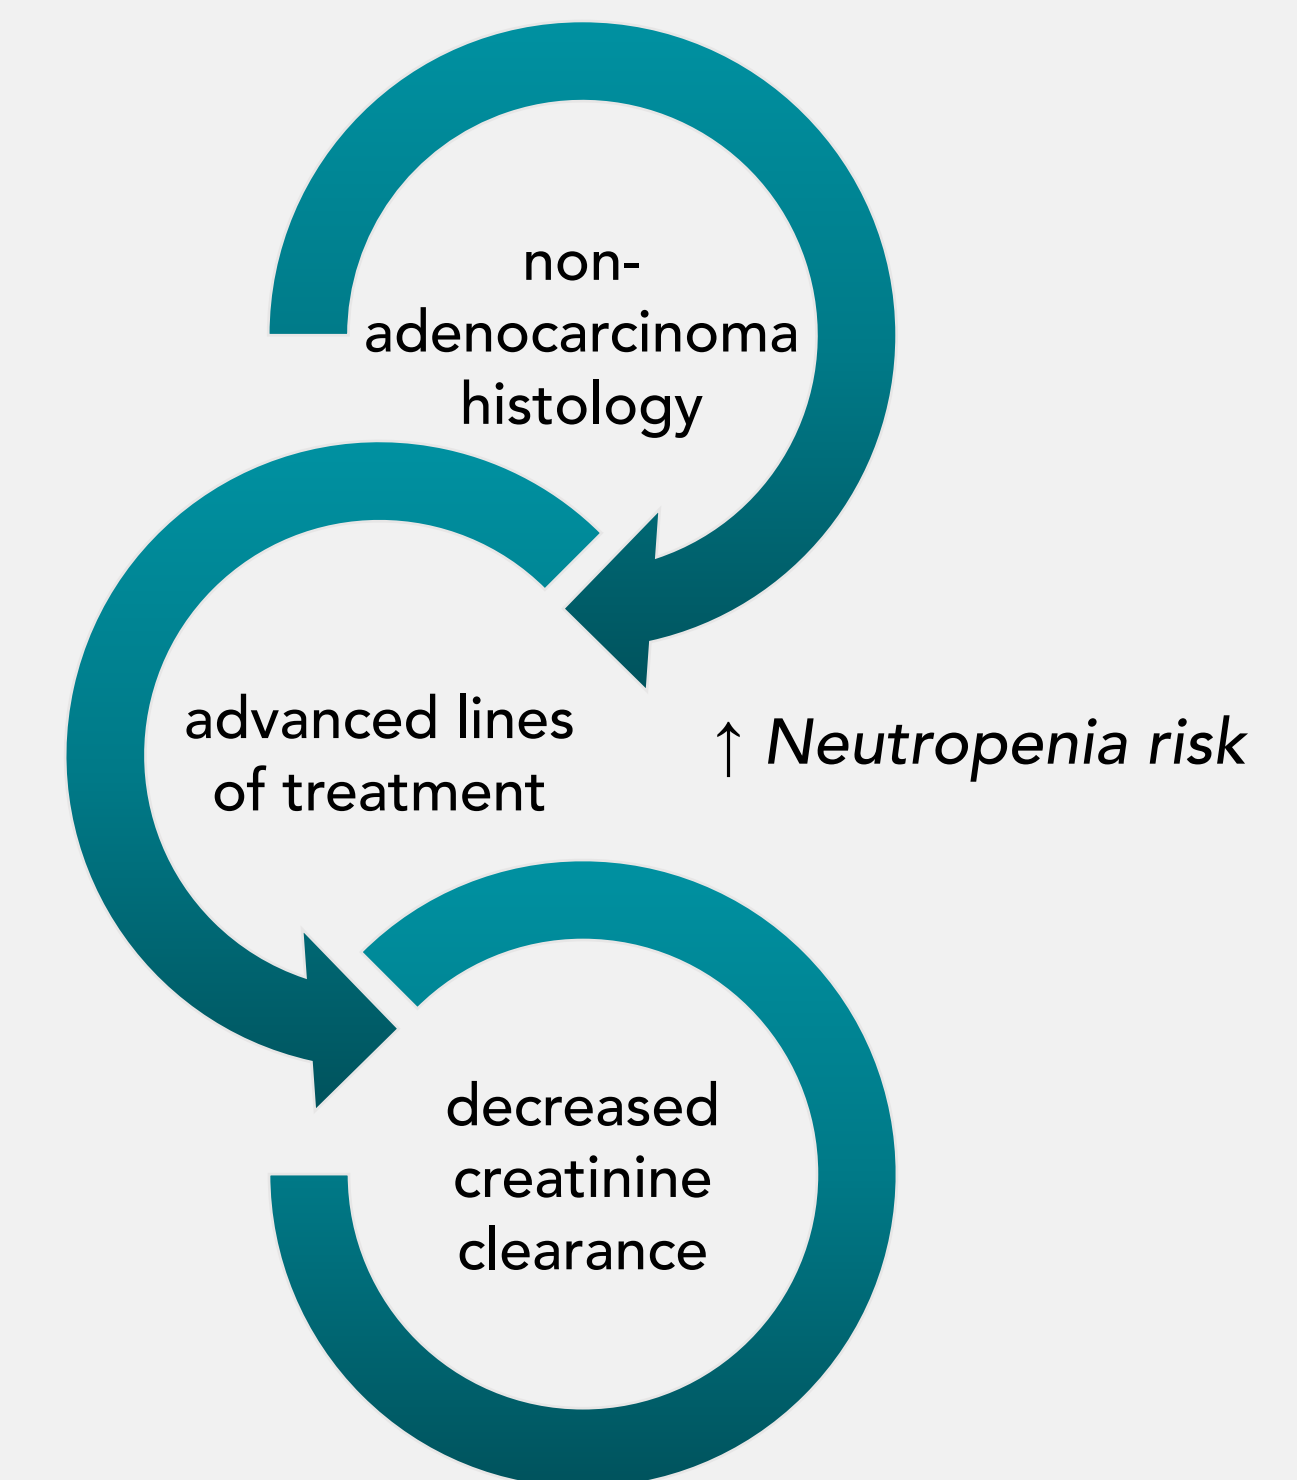 non-
adenocarcinoma
histology
advanced lines
of treatment
↑ Neutropenia risk
decreased
creatinine
clearance